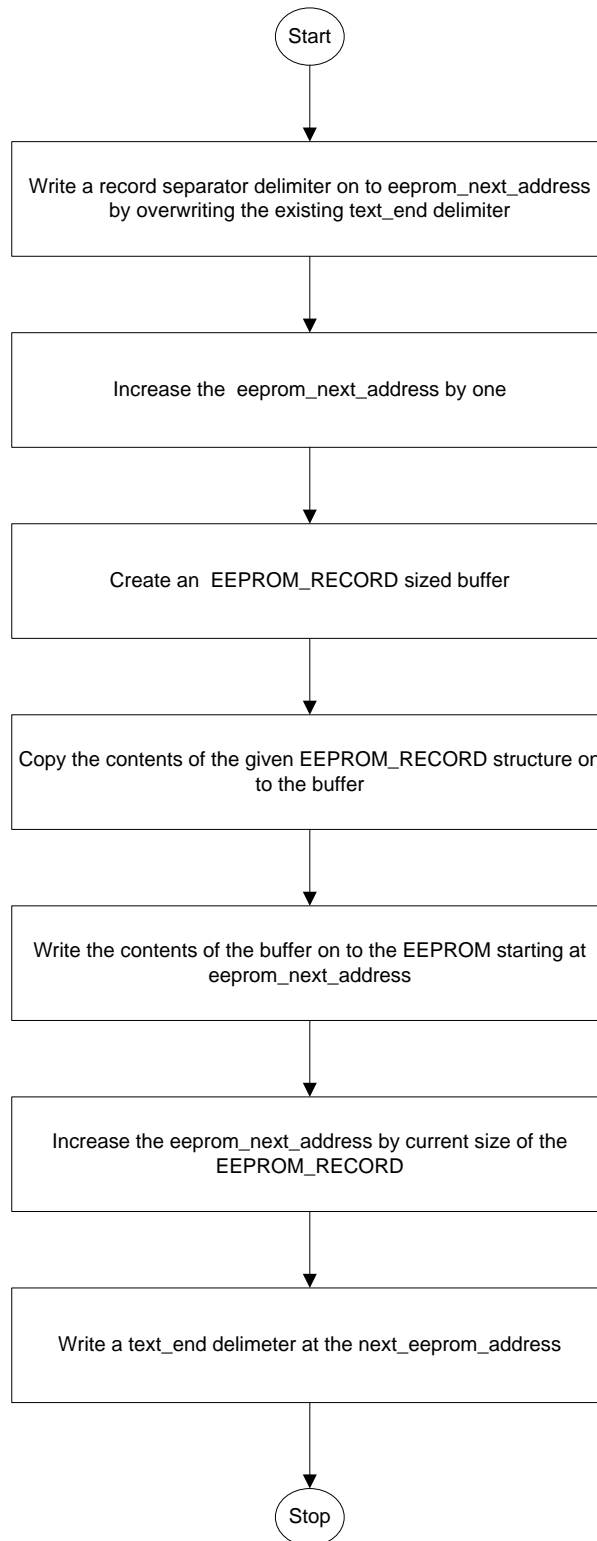 Start
Write a record separator delimiter on to eeprom_next_address
by overwriting the existing text_end delimiter
Increase the  eeprom_next_address by one
Create an  EEPROM_RECORD sized buffer
Copy the contents of the given EEPROM_RECORD structure on
to the buffer
Write the contents of the buffer on to the EEPROM starting at
eeprom_next_address
Increase the eeprom_next_address by current size of the
EEPROM_RECORD
Write a text_end delimeter at the next_eeprom_address
Stop